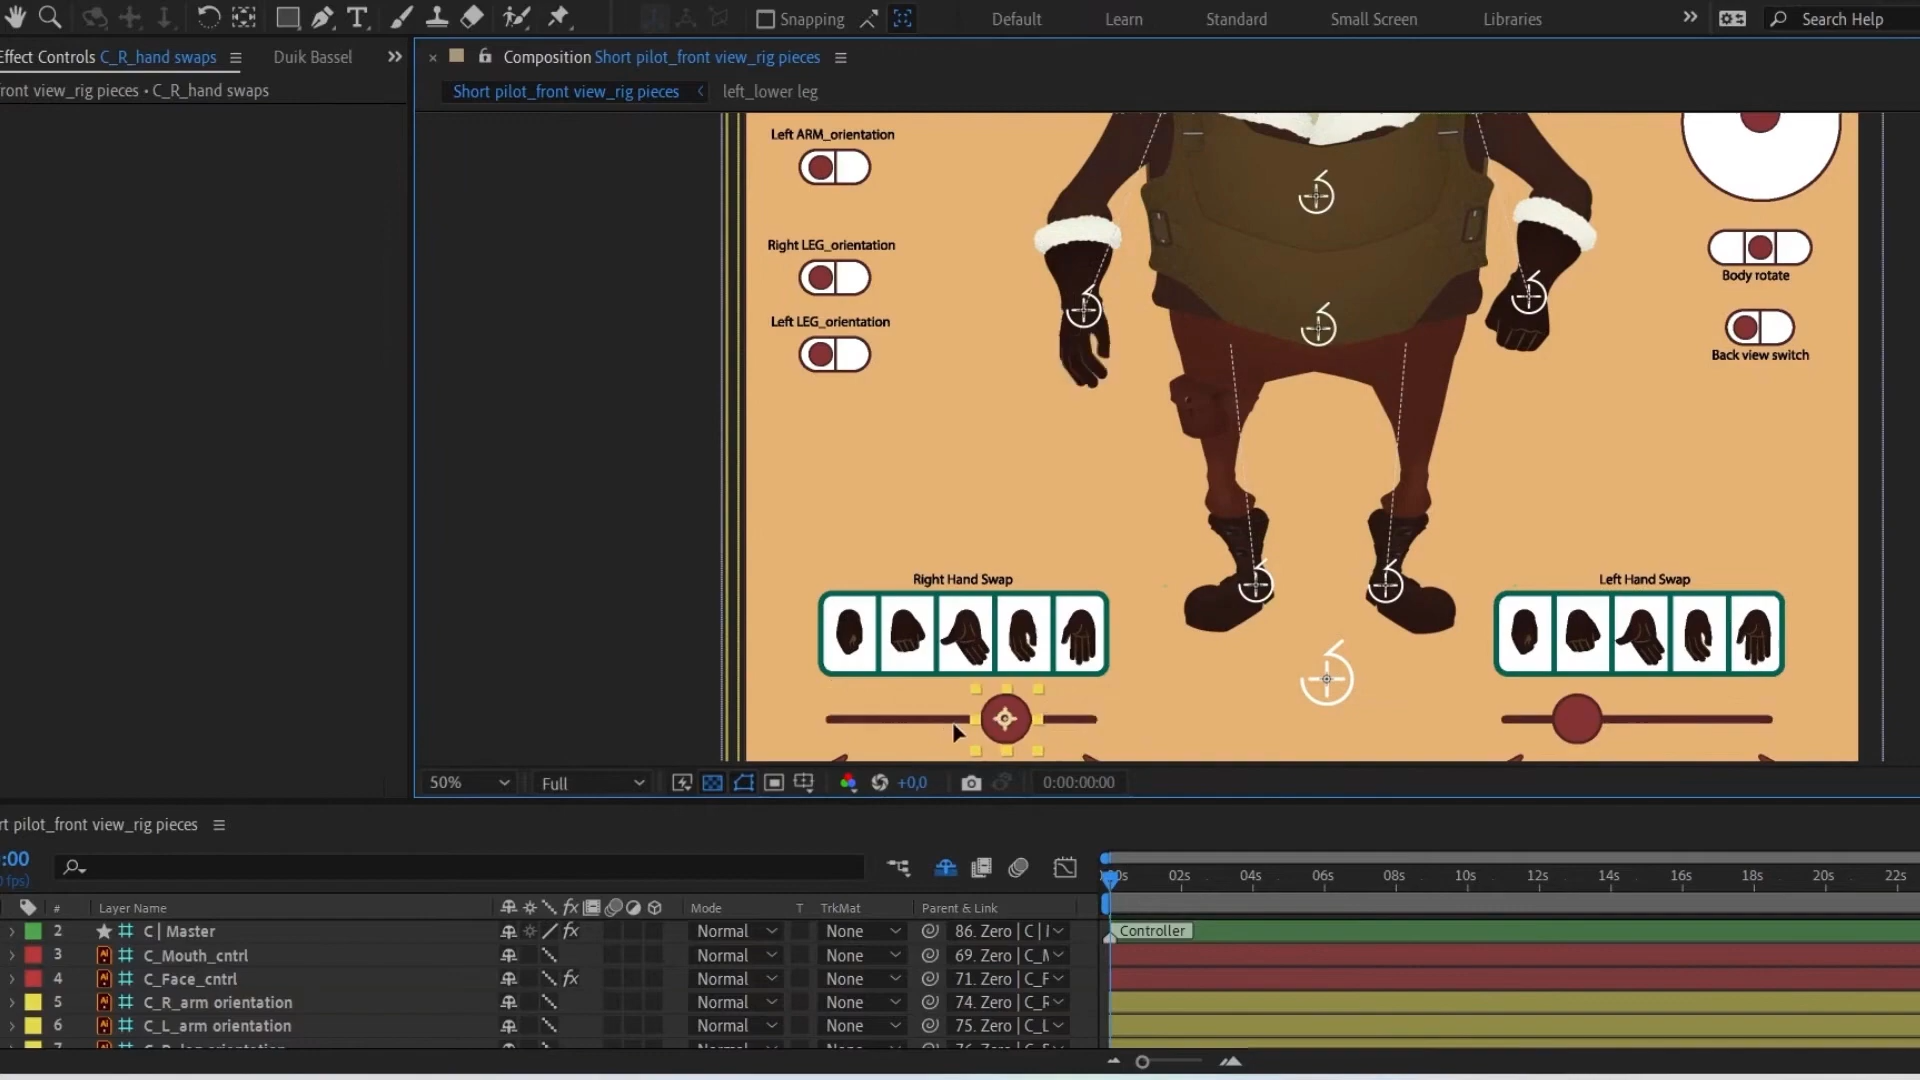 Snapping
Default
Learn
Standard
Small Screen
Libraries
Search Help
Effect Controls C_R_hand swaps
Duik Bassel
Composition Short pilot_front view_rig pieces
ront view_rig pieces • C_R_hand swaps
Short pilot_front view_rig pieces
left_lower leg
Left ARM_orientation
Right LEG_orientation
Left LEG_orientation
Body rotate
Back view switch
Right Hand Swap
Left Hand Swap
50%
Full
+0,0
0:00:00:00
rt pilot_front view_rig pieces
:00
fps)
02s 04s 06s 08s 10s 12s 14s 16s 18s 20s 22s
# Layer Name
Mode
T TrkMat
Parent & Link
2 C | Master Normal None 86. Zero | C |
Controller
3 C_Mouth_cntrl Normal None 69. Zero | C_
4 C_Face_cntrl Normal None 71. Zero | C_F
5 C_R_arm orientation Normal None 74. Zero | C_R
6 C_L_arm orientation Normal None 75. Zero | C_L